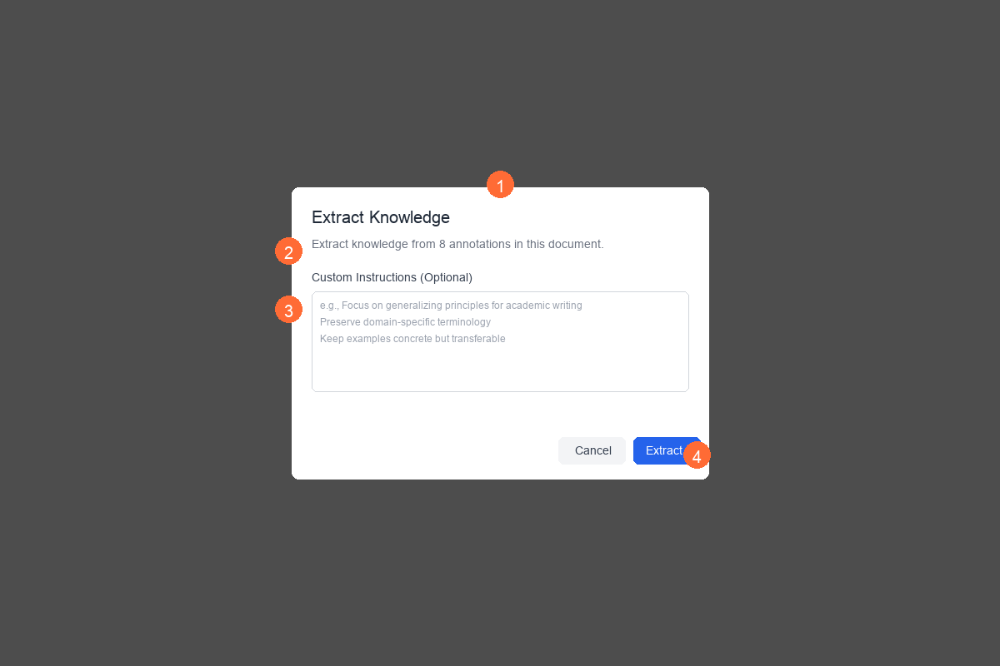 1
Extract Knowledge
2
Extract knowledge from 8 annotations in this document.
Custom Instructions (Optional)
3
e.g., Focus on generalizing principles for academic writing
Preserve domain-specific terminology
Keep examples concrete but transferable
Cancel
Extract
4